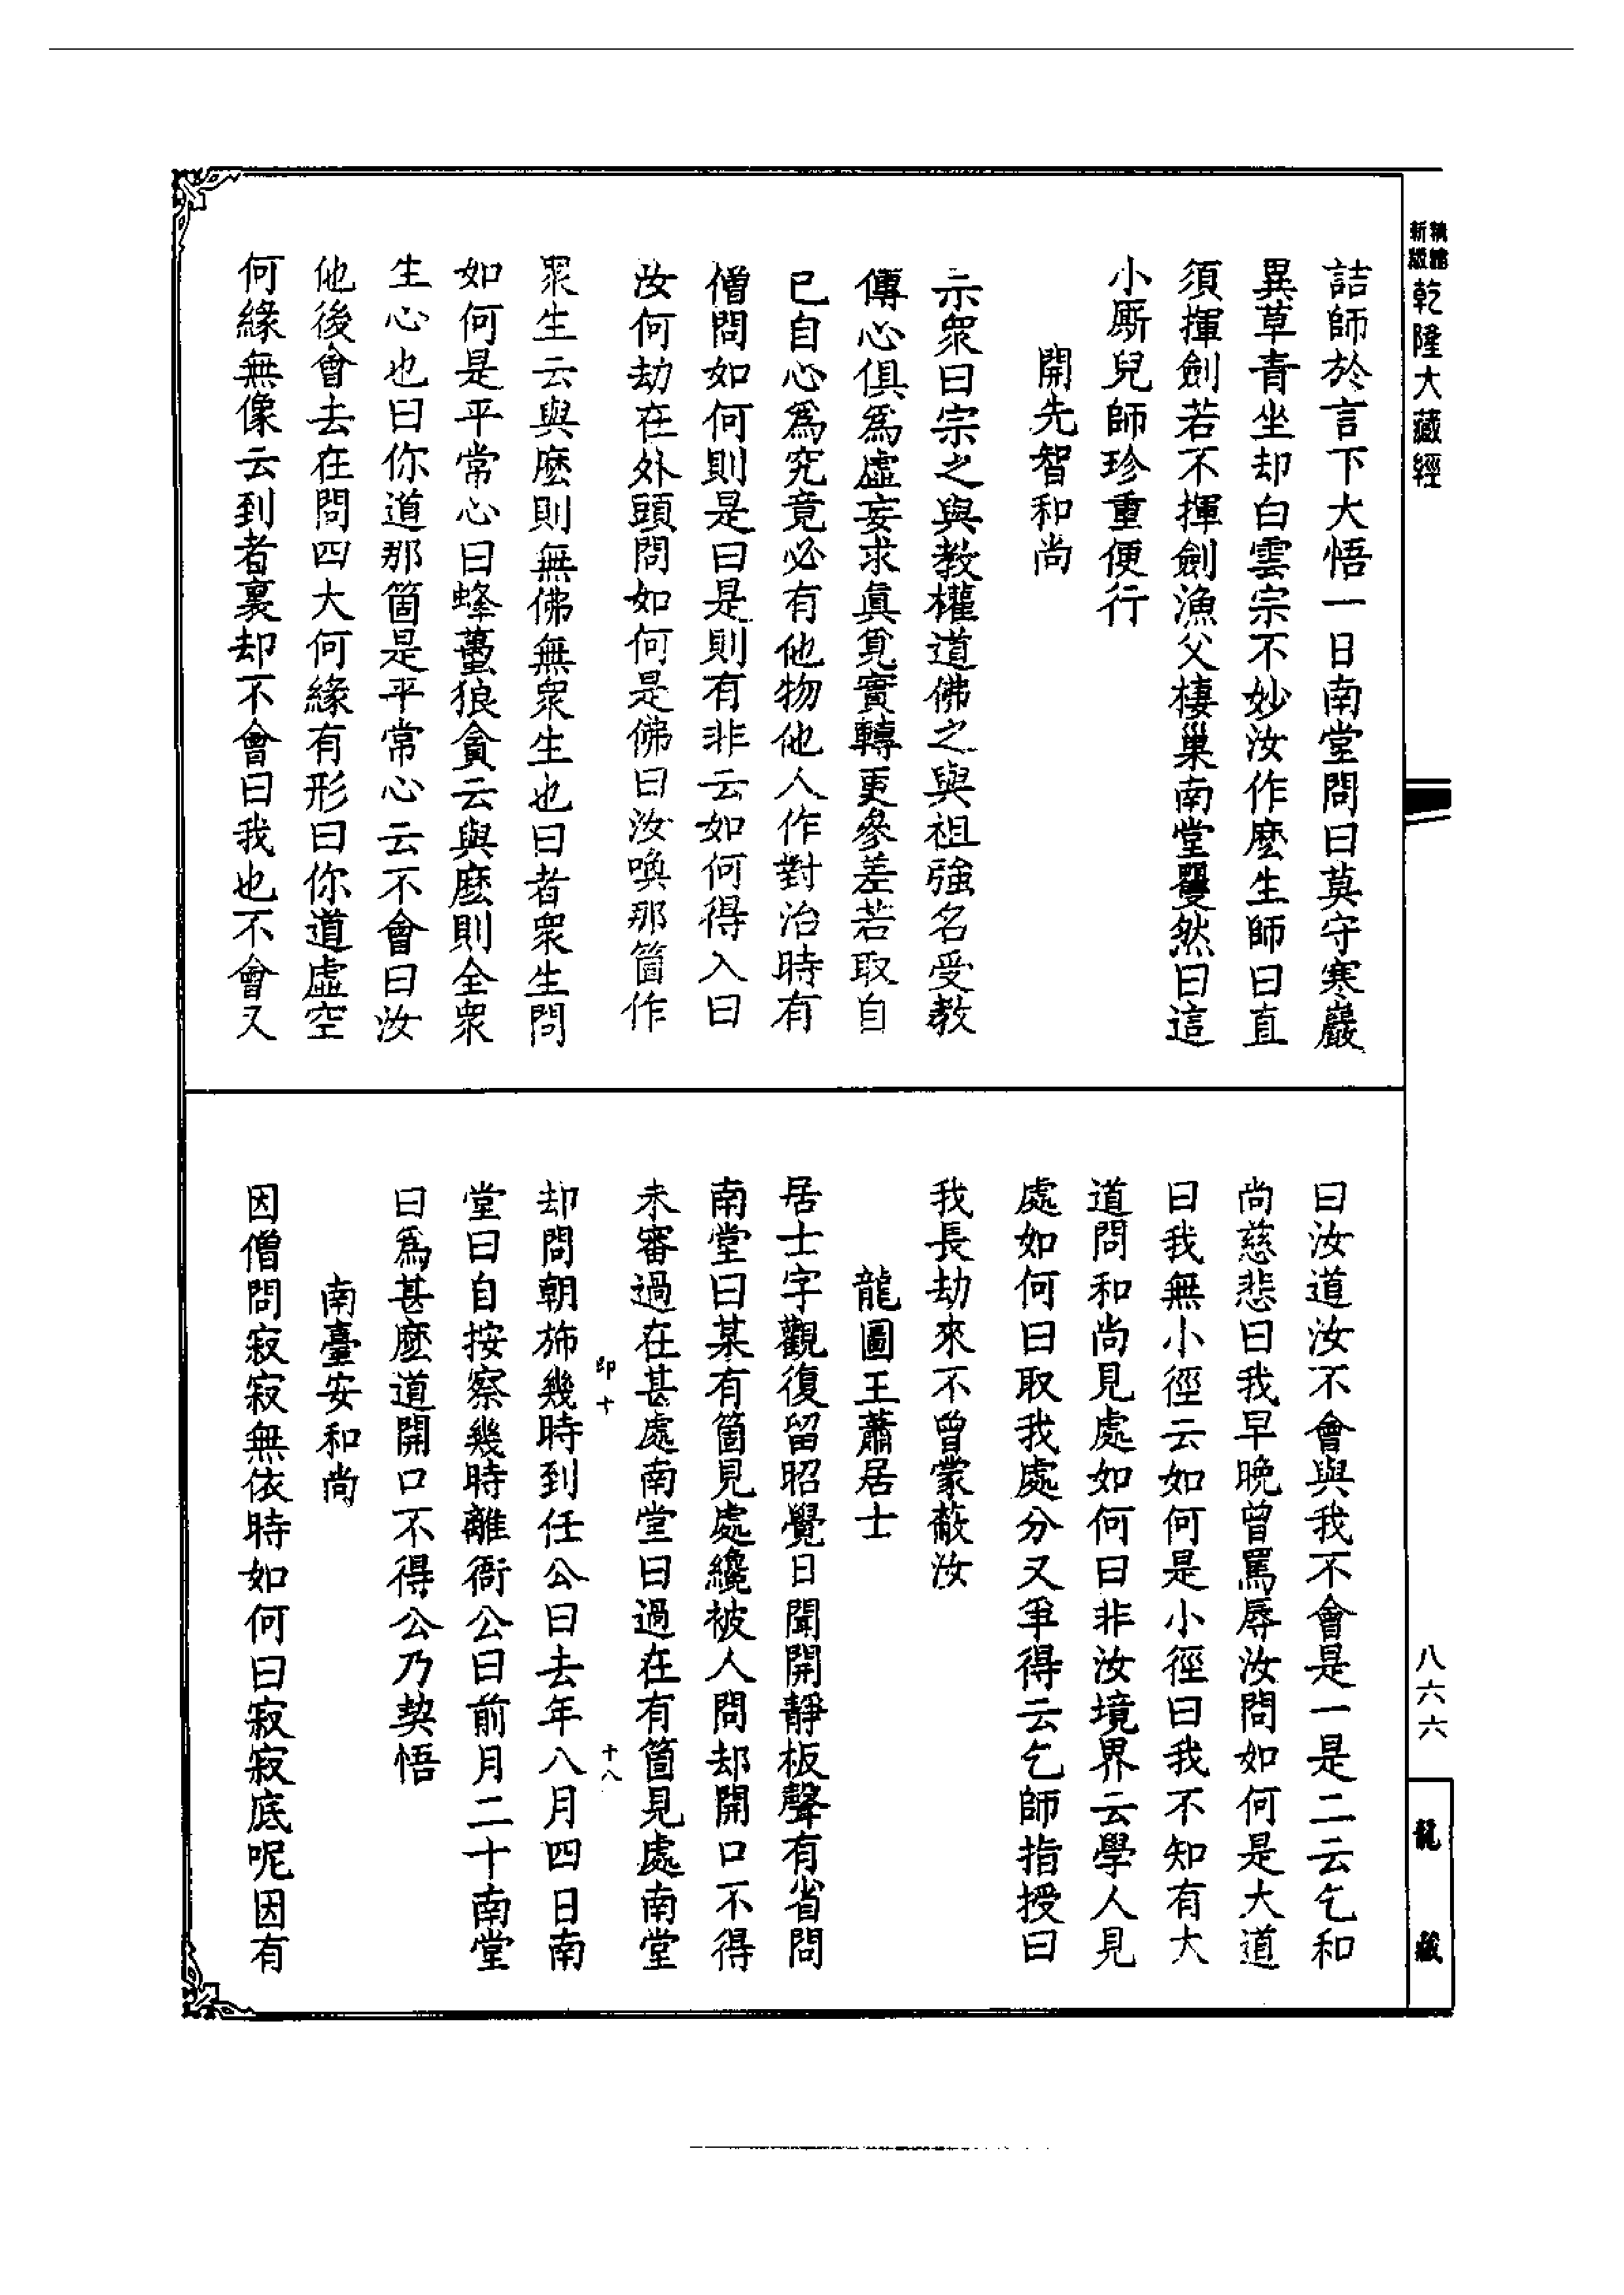 新編縮版乾隆大藏經
詰師於言下大悟一日南堂問曰莫守寒巖
異草青坐却白雲宗不妙汝作麽生師曰直
須揮劍若不揮劍漁父棲巢南堂矍然曰這
小厮兒師珍重便行
開先智和尚
示衆曰宗之與教權道佛之與祖強名受教
傳心俱爲虛妄求眞覓實轉更參差若取自
已自心爲究竟必有他物他人作對治時有
僧問如何則是曰是則有非云如何得入曰
汝何劫在外頭問如何是佛曰汝喚那箇作
衆生云與麽則無佛無衆生也曰者衆生問
如何是平常心曰蜂蠆狼貪云與麽則全衆
生心也曰你道那箇是平常心云不會曰汝
他後會去在問四大何緣有形曰你道虛空
何緣無像云到者裏却不會曰我也不會又
曰汝道汝不會與我不會是一是二云乞和
尚慈悲曰我早晚曾罵辱汝問如何是大道
曰我無小徑云如何是小徑曰我不知有大
道問和尚見處如何曰非汝境界云學人見
處如何曰取我處分又爭得云乞師指授曰
我長劫來不曾蒙蔽汝
龍圖王蕭居士
居士字觀復留昭覺日聞開靜板聲有省問
南堂曰某有箇見處纔被人問却開口不得
未審過在甚處南堂曰過在有箇見處南堂
印十
十八
却問朝斾幾時到任公曰去年八月四日南
堂曰自按察幾時離衙公曰前月二十南堂
曰爲甚麽道開口不得公乃契悟
南臺安和尚
因僧問寂寂無依時如何曰寂寂底呢因有
八六六
龍藏